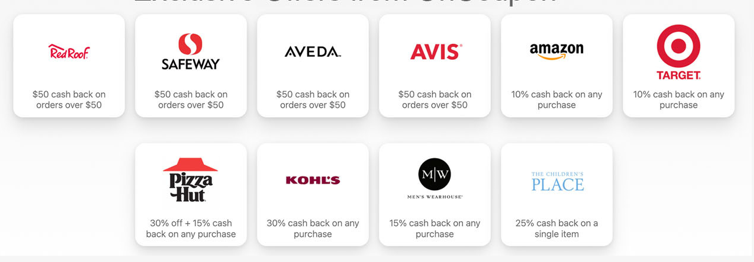 Exclusive Offers from OnCoupon
Red Roof
SAFEWAY
AVEDA
AVIS
amazon
TARGET
$50 cash back on
orders over $50
$50 cash back on
orders over $50
$50 cash back on
orders over $50
$50 cash back on
orders over $50
10% cash back on any
purchase
10% cash back on any
purchase
Pizza
Hut
KOHL'S
M|W
MEN'S WEARHOUSE
THE CHILDREN'S
PLACE
30% off + 15% cash
back on any purchase
30% cash back on any
purchase
15% cash back on any
purchase
25% cash back on a
single item